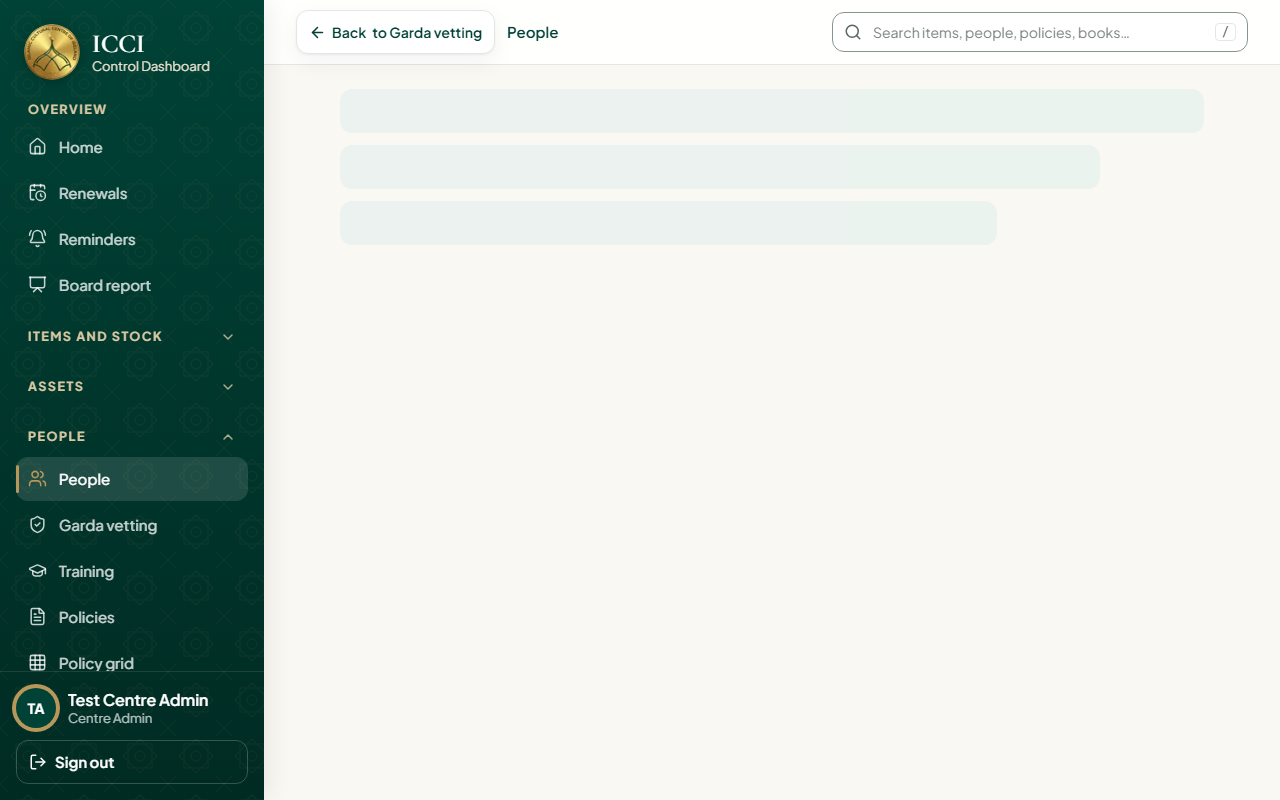 ICCI
Control Dashboard
OVERVIEW
Home
Renewals
Reminders
Board report
ITEMS AND STOCK
ASSETS
PEOPLE
People
Garda vetting
Training
Policies
Policy grid
TA
Test Centre Admin
Centre Admin
Sign out
Back to Garda vetting
People
Search items, people, policies, books…
/